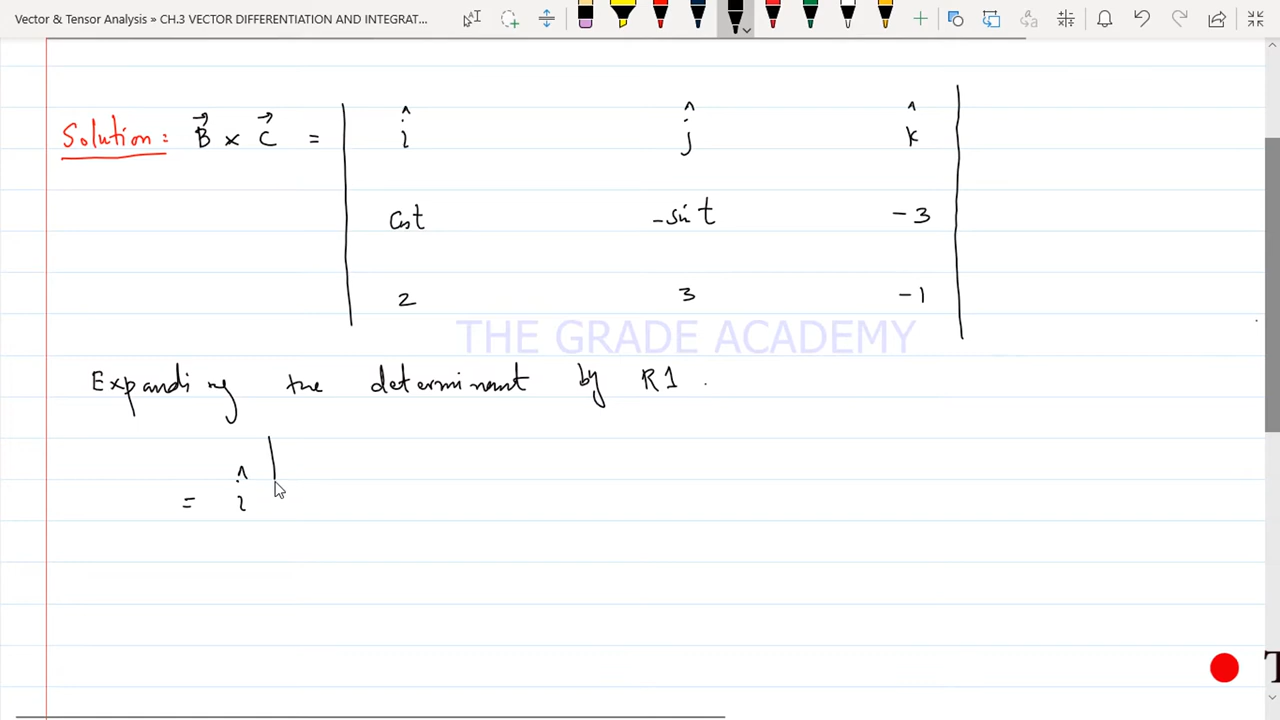 Vector & Tensor Analysis » CH.3 VECTOR DIFFERENTIATION AND INTEGRAT...
Solution: B⃗ × C⃗ = | î ĵ k̂ |
cost -sin t -3
2 3 -1
THE GRADE ACADEMY
Expanding the determinant by R1.
= î |